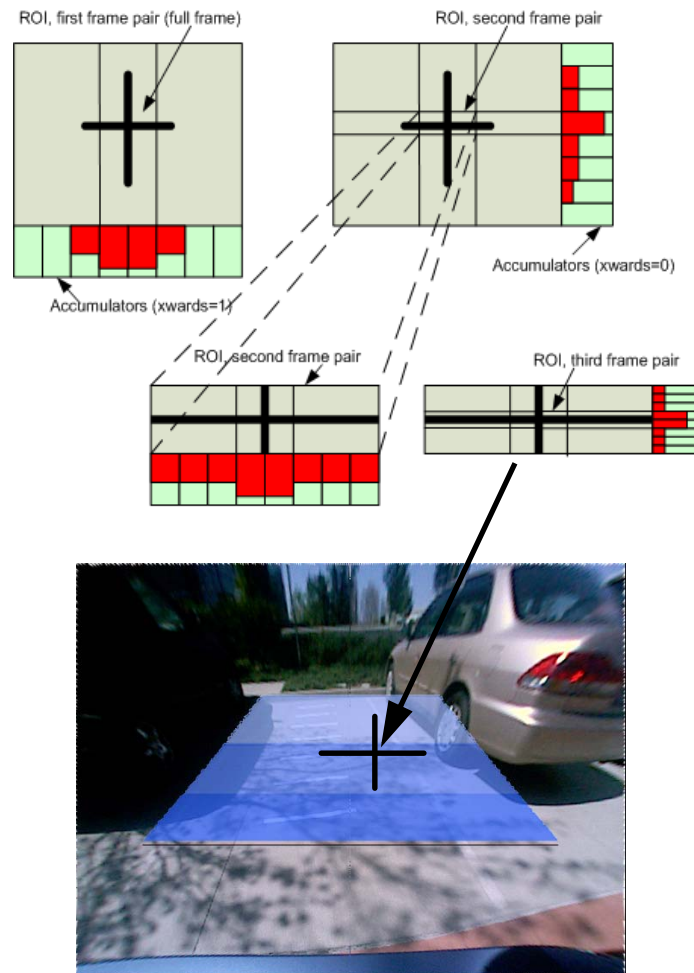 ROI, first frame pair (full frame)
ROI, second frame pair
Accumulators (xwards=0)
Accumulators (xwards=1)
ROI, second frame pair
ROI, third frame pair